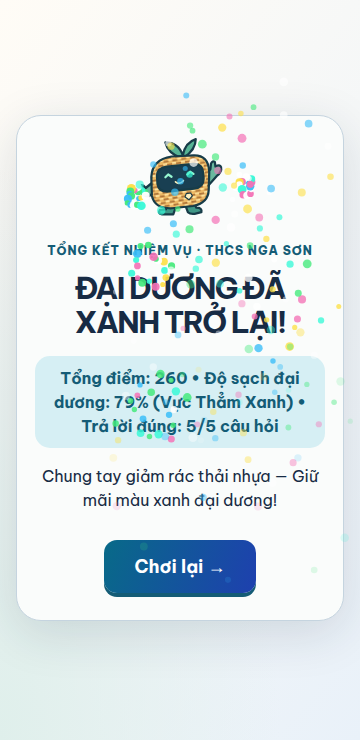 TỔNG KẾT NHIỆM VỤ · THCS NGA SƠN
ĐẠI DƯƠNG ĐÃ
XANH TRỞ LẠI!
Tổng điểm: 260 • Độ sạch đại
dương: 79% (Vực Thẳm Xanh) •
Trả lời đúng: 5/5 câu hỏi
Chung tay giảm rác thải nhựa — Giữ
mãi màu xanh đại dương!
Chơi lại →